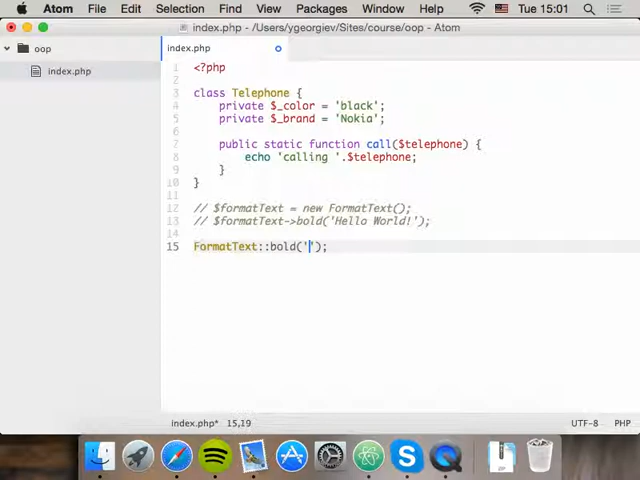 Atom File Edit Selection Find View Packages Window Help Tue 15:01
index.php - /Users/ygeorgiev/Sites/course/oop - Atom
oop
index.php
index.php
1 <?php
2
3 class Telephone {
4 private $_color = 'black';
5 private $_brand = 'Nokia';
6
7 public static function call($telephone) {
8 echo 'calling '.$telephone;
9 }
10 }
11
12 // $formatText = new FormatText();
13 // $formatText->bold('Hello World!');
14
15 FormatText::bold('');
index.php* 15,19 UTF-8 PHP